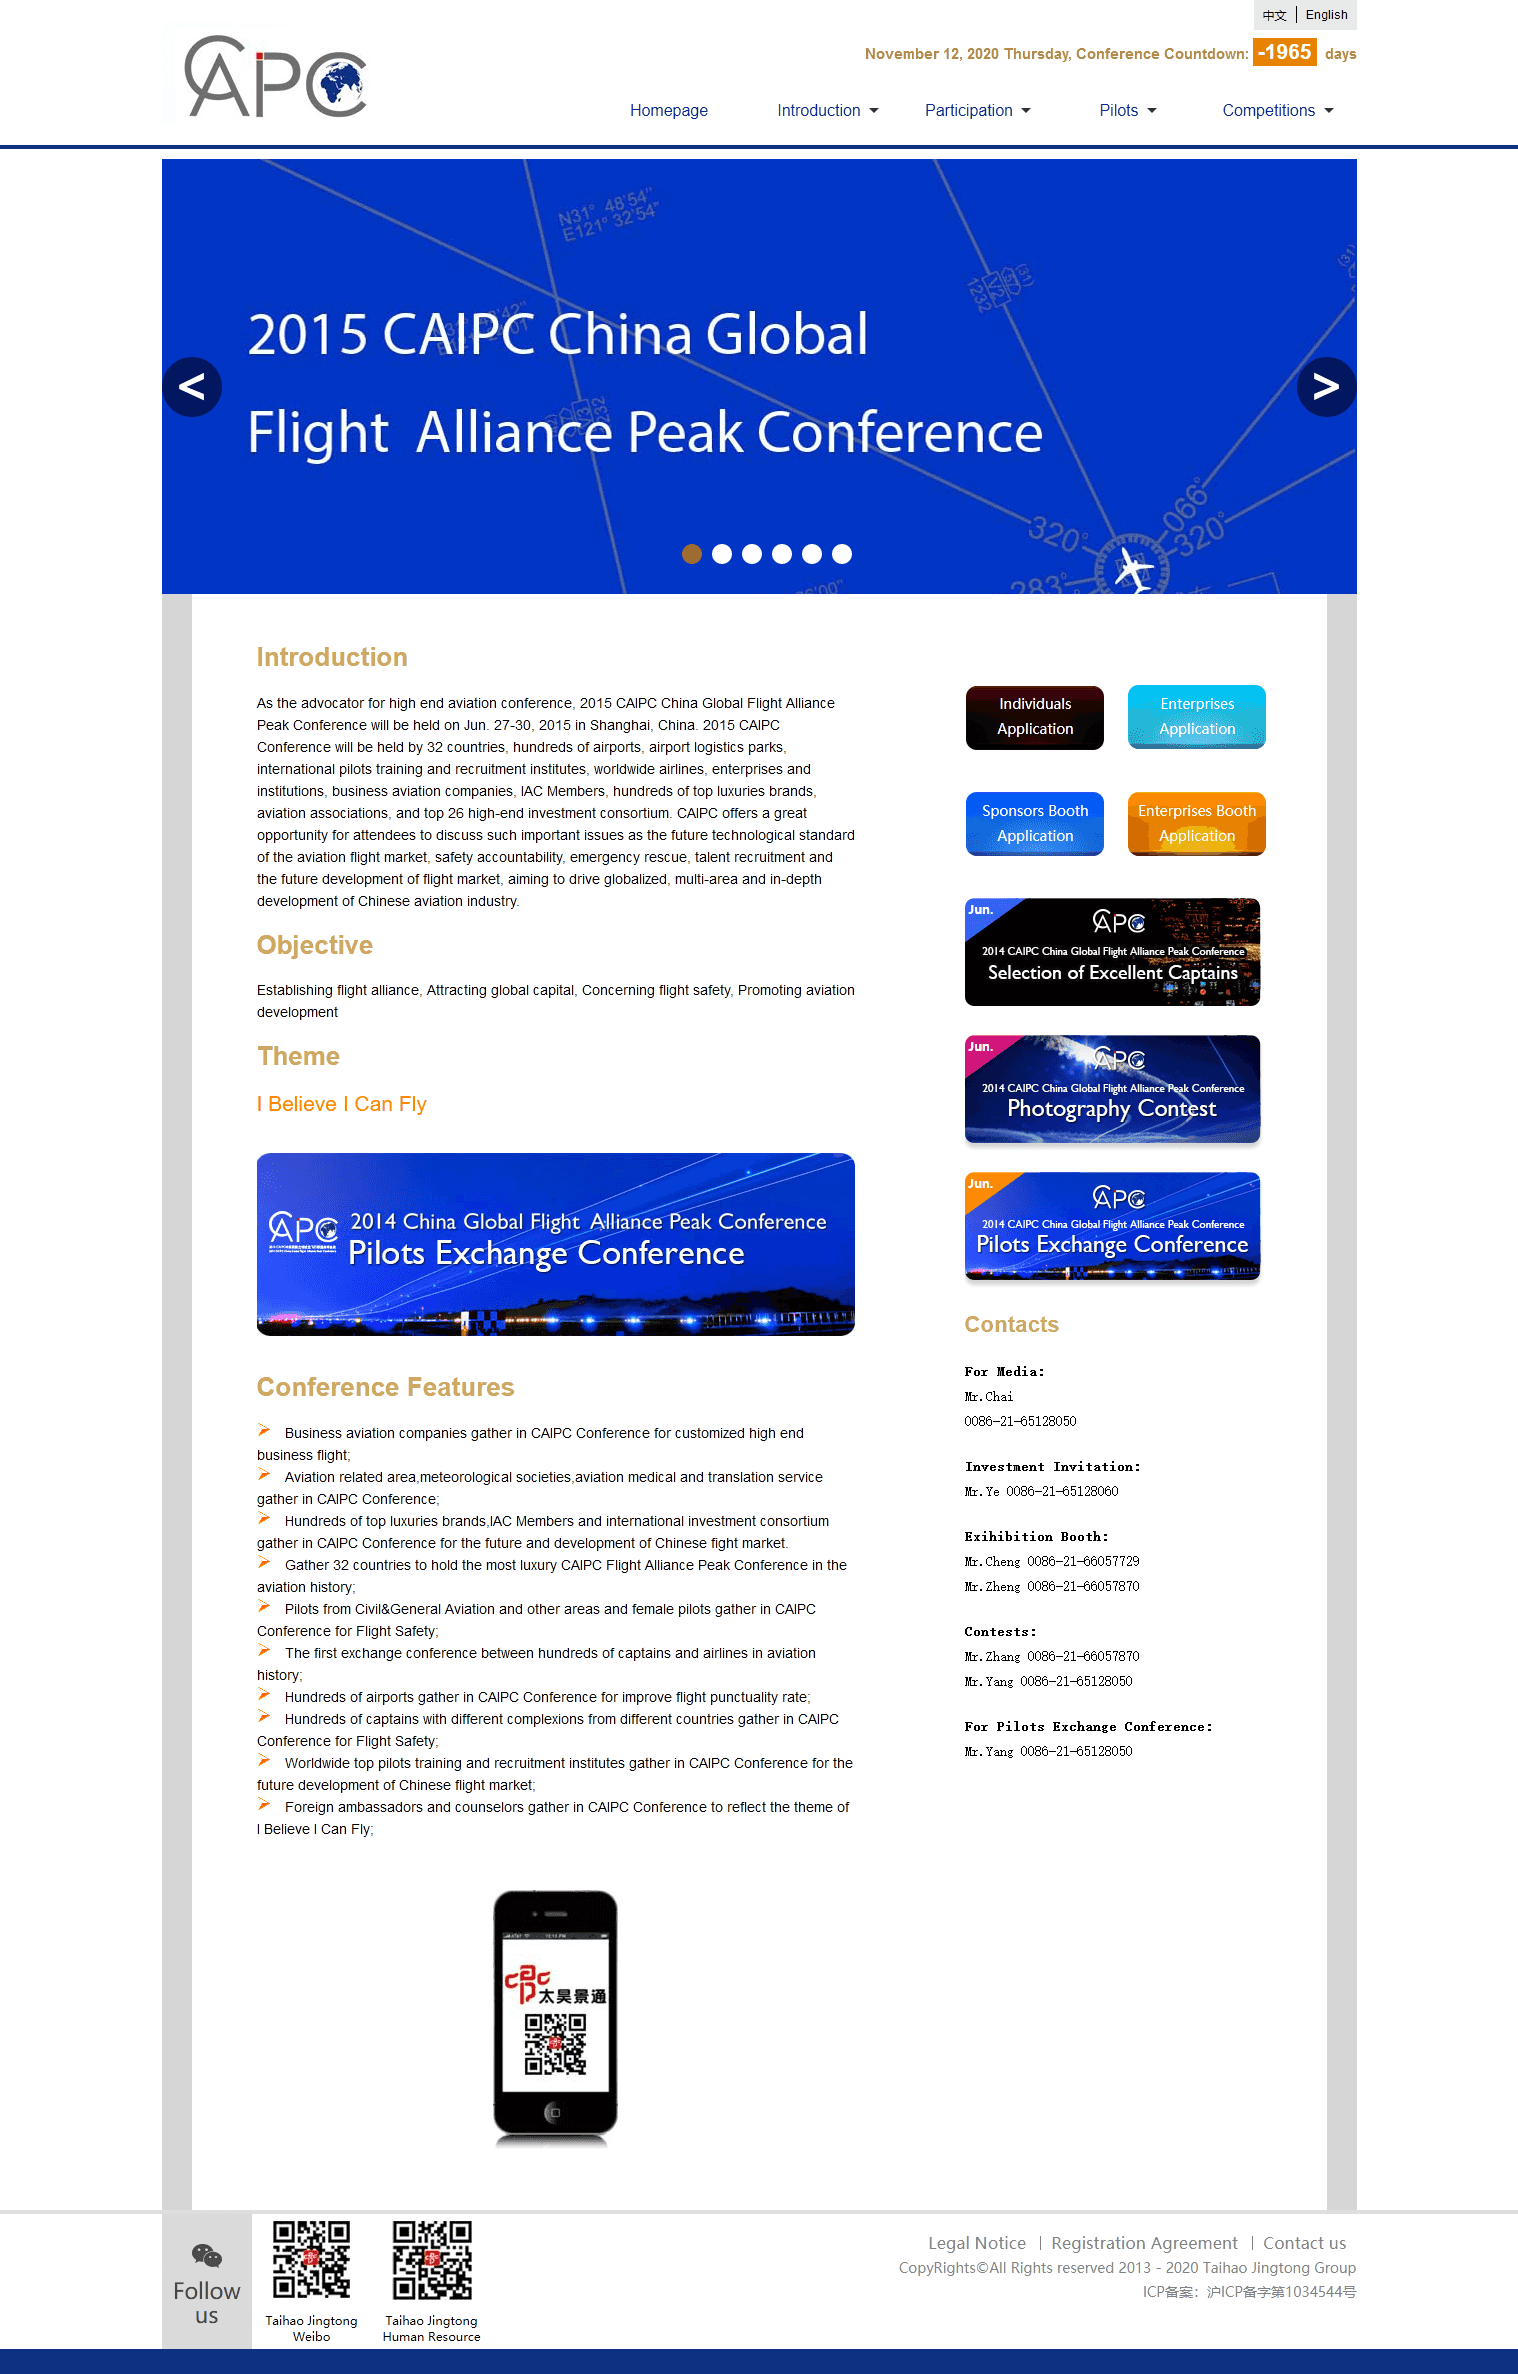 中文 | English
November 12, 2020 Thursday, Conference Countdown: -1965 days
CAIPC
Homepage Introduction Participation Pilots Competitions
N31° 48'54"
E121° 32'54"
2015 CAIPC China Global
Flight Alliance Peak Conference
< >
320° 066° 320°
283°
Introduction
As the advocator for high end aviation conference, 2015 CAIPC China Global Flight Alliance
Peak Conference will be held on Jun. 27-30, 2015 in Shanghai, China. 2015 CAIPC
Conference will be held by 32 countries, hundreds of airports, airport logistics parks,
international pilots training and recruitment institutes, worldwide airlines, enterprises and
institutions, business aviation companies, IAC Members, hundreds of top luxuries brands,
aviation associations, and top 26 high-end investment consortium. CAIPC offers a great
opportunity for attendees to discuss such important issues as the future technological standard
of the aviation flight market, safety accountability, emergency rescue, talent recruitment and
the future development of flight market, aiming to drive globalized, multi-area and in-depth
development of Chinese aviation industry.
Objective
Establishing flight alliance, Attracting global capital, Concerning flight safety, Promoting aviation
development
Theme
I Believe I Can Fly
CAIPC
2014 China Global Flight Alliance Peak Conference
Pilots Exchange Conference
Conference Features
Business aviation companies gather in CAIPC Conference for customized high end
business flight;
Aviation related area,meteorological societies,aviation medical and translation service
gather in CAIPC Conference;
Hundreds of top luxuries brands,IAC Members and international investment consortium
gather in CAIPC Conference for the future and development of Chinese fight market.
Gather 32 countries to hold the most luxury CAIPC Flight Alliance Peak Conference in the
aviation history;
Pilots from Civil&General Aviation and other areas and female pilots gather in CAIPC
Conference for Flight Safety;
The first exchange conference between hundreds of captains and airlines in aviation
history;
Hundreds of airports gather in CAIPC Conference for improve flight punctuality rate;
Hundreds of captains with different complexions from different countries gather in CAIPC
Conference for Flight Safety;
Worldwide top pilots training and recruitment institutes gather in CAIPC Conference for the
future development of Chinese flight market;
Foreign ambassadors and counselors gather in CAIPC Conference to reflect the theme of
I Believe I Can Fly;
太昊景通
Individuals
Application
Enterprises
Application
Sponsors Booth
Application
Enterprises Booth
Application
Jun.
CAIPC
2014 CAIPC China Global Flight Alliance Peak Conference
Selection of Excellent Captains
Jun.
CAIPC
2014 CAIPC China Global Flight Alliance Peak Conference
Photography Contest
Jun.
CAIPC
2014 CAIPC China Global Flight Alliance Peak Conference
Pilots Exchange Conference
Contacts
For Media:
Mr.Chai
0086-21-65128050
Investment Invitation:
Mr.Ye 0086-21-65128060
Exihibition Booth:
Mr.Cheng 0086-21-66057729
Mr.Zheng 0086-21-66057870
Contests:
Mr.Zhang 0086-21-66057870
Mr.Yang 0086-21-65128050
For Pilots Exchange Conference:
Mr.Yang 0086-21-65128050
Follow
us
Taihao Jingtong
Weibo
Taihao Jingtong
Human Resource
Legal Notice | Registration Agreement | Contact us
CopyRights©All Rights reserved 2013 - 2020 Taihao Jingtong Group
ICP备案：沪ICP备字第1034544号